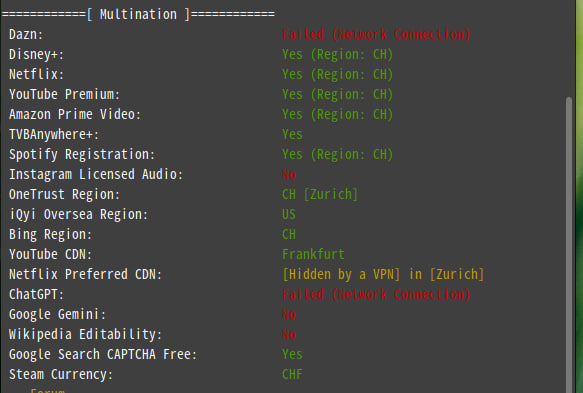 ============[ Multination ]============
Dazn: Failed (Network Connection)
Disney+: Yes (Region: CH)
Netflix: Yes (Region: CH)
YouTube Premium: Yes (Region: CH)
Amazon Prime Video: Yes (Region: CH)
TVBAnywhere+: Yes
Spotify Registration: Yes (Region: CH)
Instagram Licensed Audio: No
OneTrust Region: CH [Zurich]
iQyi Oversea Region: US
Bing Region: CH
YouTube CDN: Frankfurt
Netflix Preferred CDN: [Hidden by a VPN] in [Zurich]
ChatGPT: Failed (Network Connection)
Google Gemini: No
Wikipedia Editability: No
Google Search CAPTCHA Free: Yes
Steam Currency: CHF
Forum